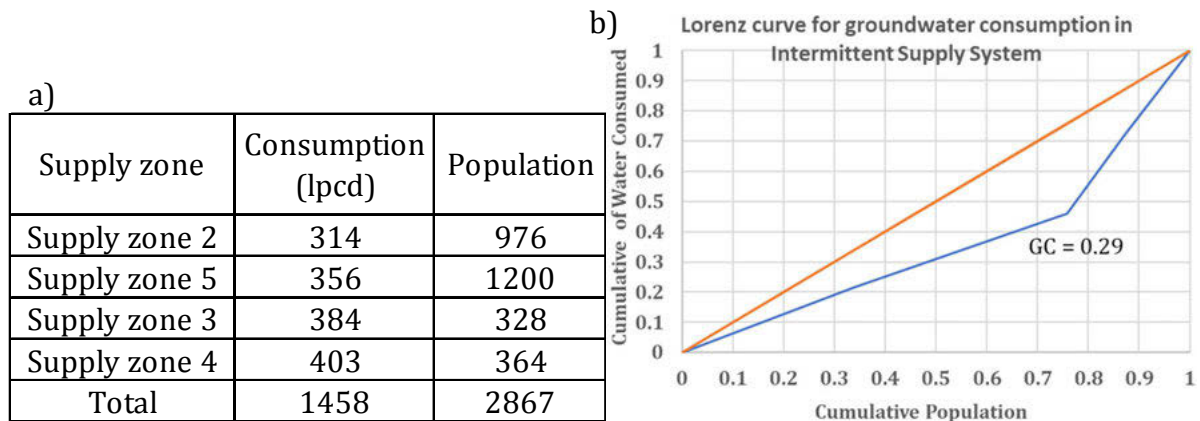 a)
Supply zone Consumption (lpcd) Population
Supply zone 2 314 976
Supply zone 5 356 1200
Supply zone 3 384 328
Supply zone 4 403 364
Total 1458 2867
b)
Lorenz curve for groundwater consumption in
Intermittent Supply System
Cumulative of Water Consumed
1
0.9
0.8
0.7
0.6
0.5
0.4
0.3
0.2
0.1
0
GC = 0.29
0 0.1 0.2 0.3 0.4 0.5 0.6 0.7 0.8 0.9 1
Cumulative Population